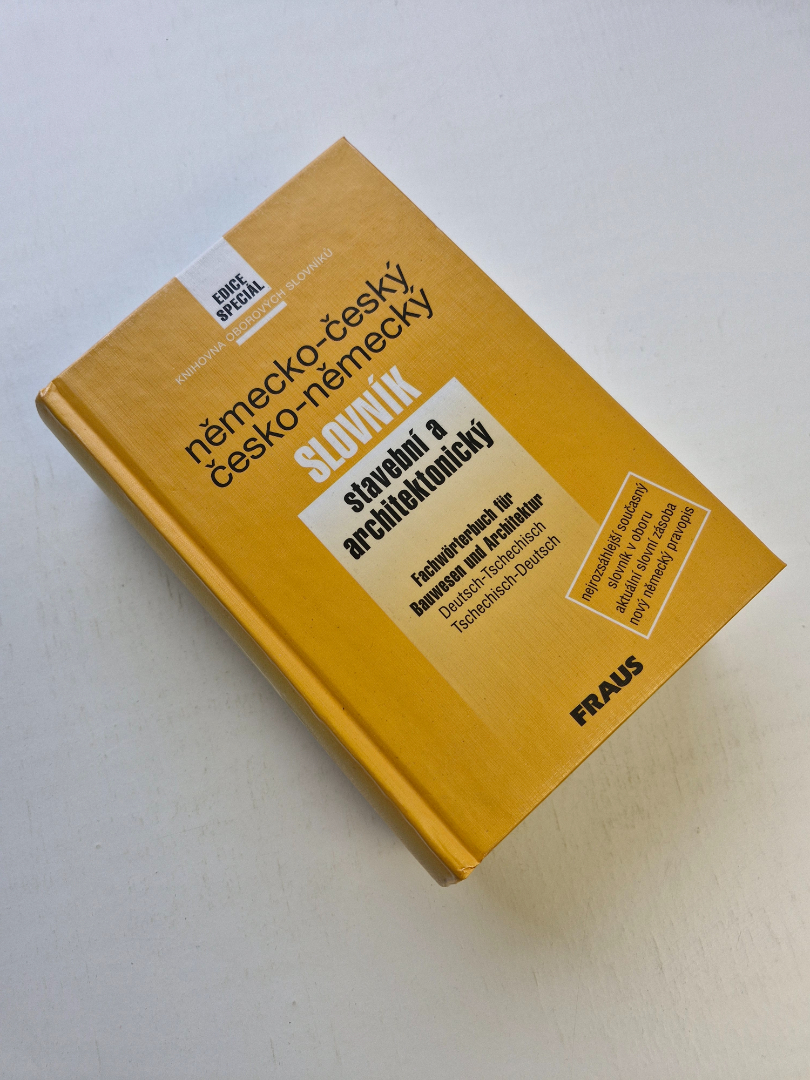 EDICE
SPECIÁL
KNIHOVNA OBOROVÝCH SLOVNÍKŮ
německo-český
česko-německý
SLOVNÍK
stavební a
architektonický
Fachwörterbuch für
Bauwesen und Architektur
Deutsch-Tschechisch
Tschechisch-Deutsch
nejrozsáhlejší současný
slovník v oboru
aktuální slovní zásoba
nový německý pravopis
FRAUS